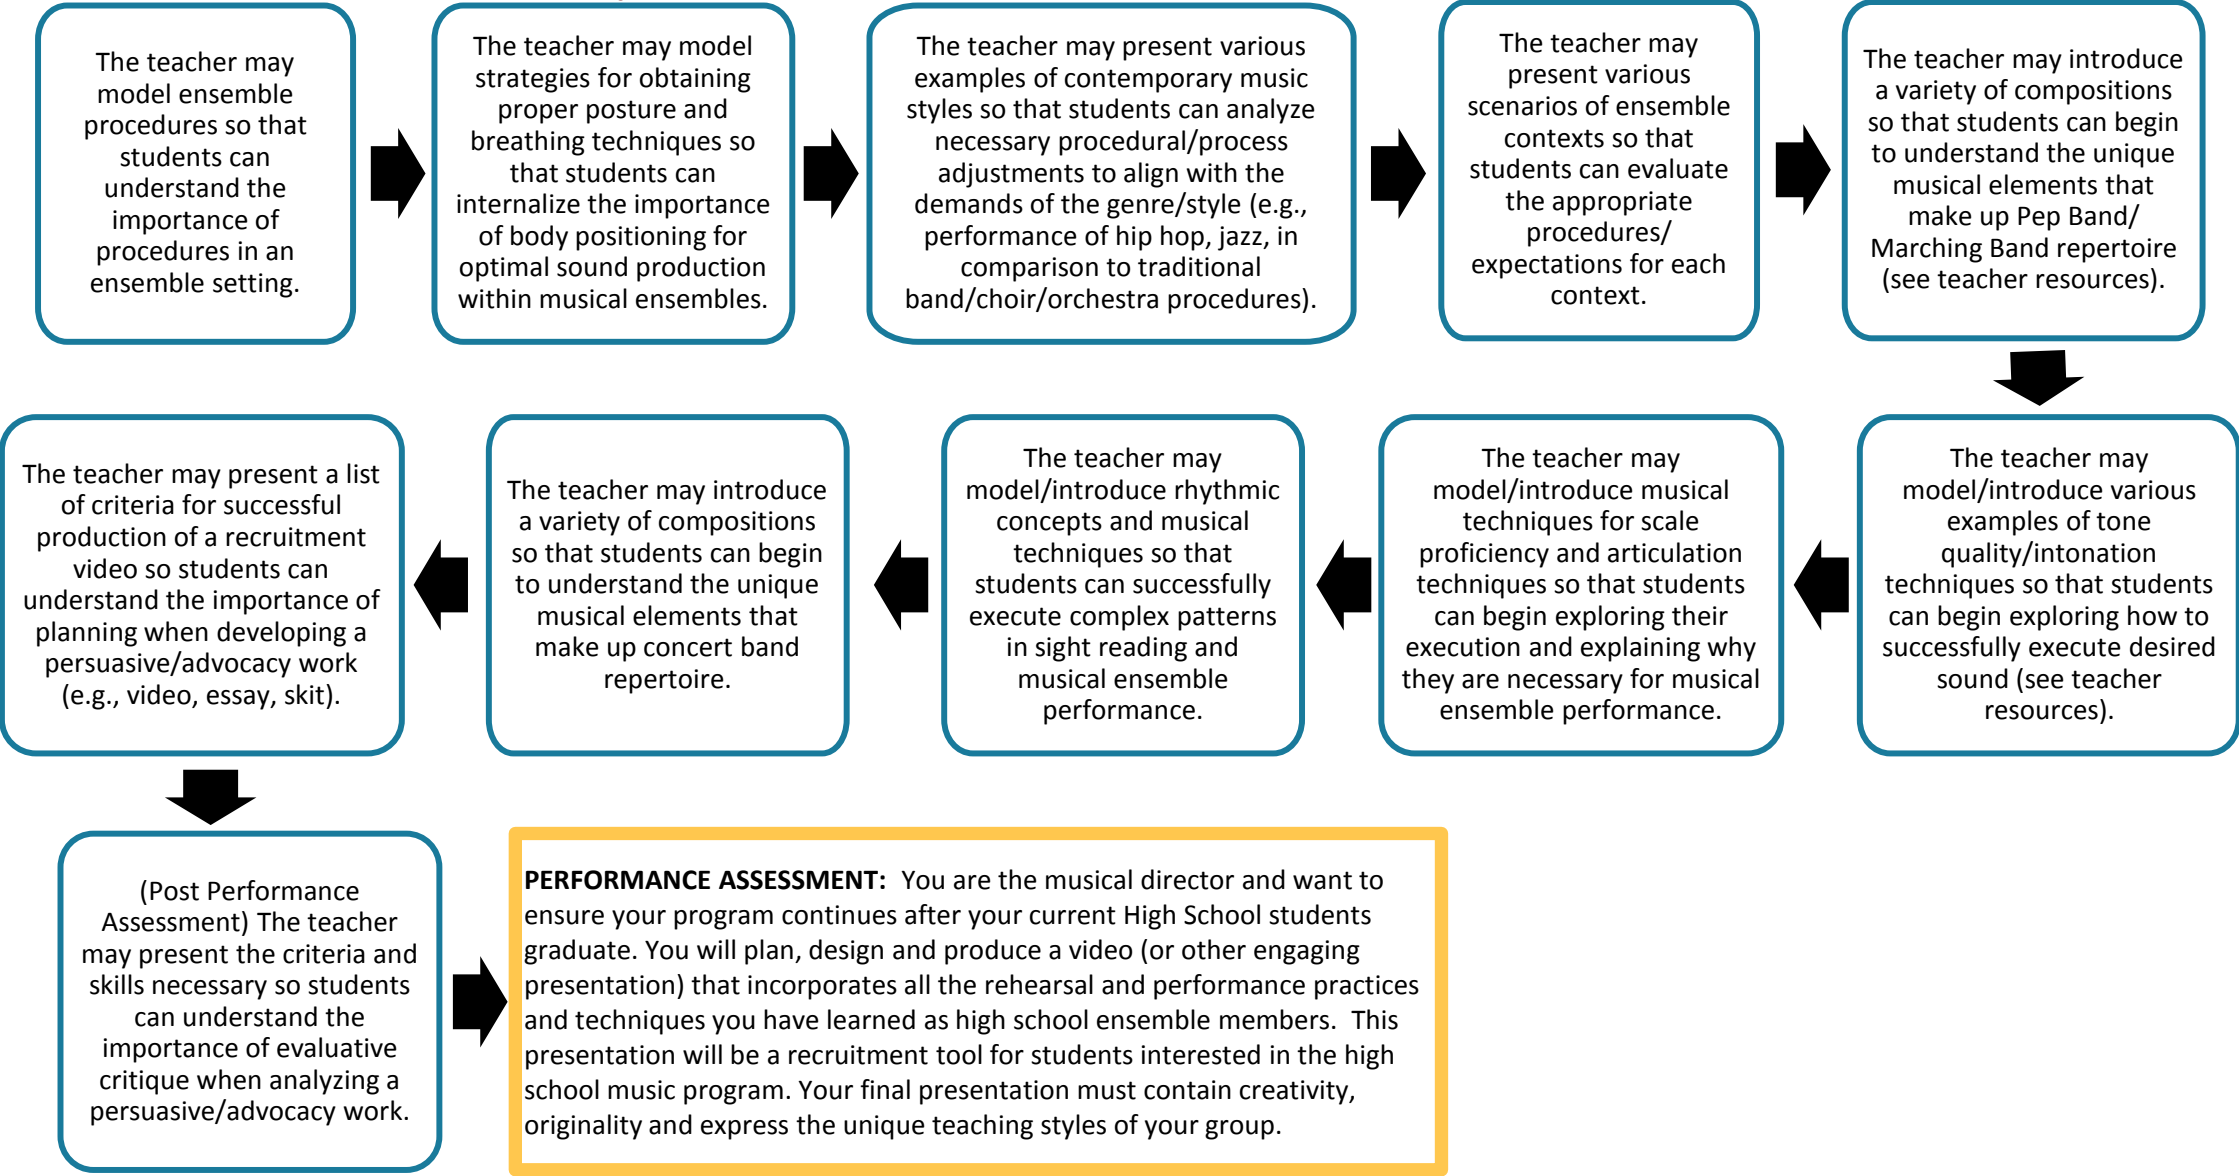 The teacher may
model ensemble
procedures so that
students can
understand the
importance of
procedures in an
ensemble setting.
The teacher may model
strategies for obtaining
proper posture and
breathing techniques so
that students can
internalize the importance
of body positioning for
optimal sound production
within musical ensembles.
The teacher may present various
examples of contemporary music
styles so that students can analyze
necessary procedural/process
adjustments to align with the
demands of the genre/style (e.g.,
performance of hip hop, jazz, in
comparison to traditional
band/choir/orchestra procedures).
The teacher may
present various
scenarios of ensemble
contexts so that
students can evaluate
the appropriate
procedures/
expectations for each
context.
The teacher may introduce
a variety of compositions
so that students can begin
to understand the unique
musical elements that
make up Pep Band/
Marching Band repertoire
(see teacher resources).
The teacher may
model/introduce various
examples of tone
quality/intonation
techniques so that students
can begin exploring how to
successfully execute desired
sound (see teacher
resources).
The teacher may
model/introduce musical
techniques for scale
proficiency and articulation
techniques so that students
can begin exploring their
execution and explaining why
they are necessary for musical
ensemble performance.
The teacher may
model/introduce rhythmic
concepts and musical
techniques so that
students can successfully
execute complex patterns
in sight reading and
musical ensemble
performance.
The teacher may introduce
a variety of compositions
so that students can begin
to understand the unique
musical elements that
make up concert band
repertoire.
The teacher may present a list
of criteria for successful
production of a recruitment
video so students can
understand the importance of
planning when developing a
persuasive/advocacy work
(e.g., video, essay, skit).
(Post Performance
Assessment) The teacher
may present the criteria and
skills necessary so students
can understand the
importance of evaluative
critique when analyzing a
persuasive/advocacy work.
PERFORMANCE ASSESSMENT: You are the musical director and want to
ensure your program continues after your current High School students
graduate. You will plan, design and produce a video (or other engaging
presentation) that incorporates all the rehearsal and performance practices
and techniques you have learned as high school ensemble members. This
presentation will be a recruitment tool for students interested in the high
school music program. Your final presentation must contain creativity,
originality and express the unique teaching styles of your group.